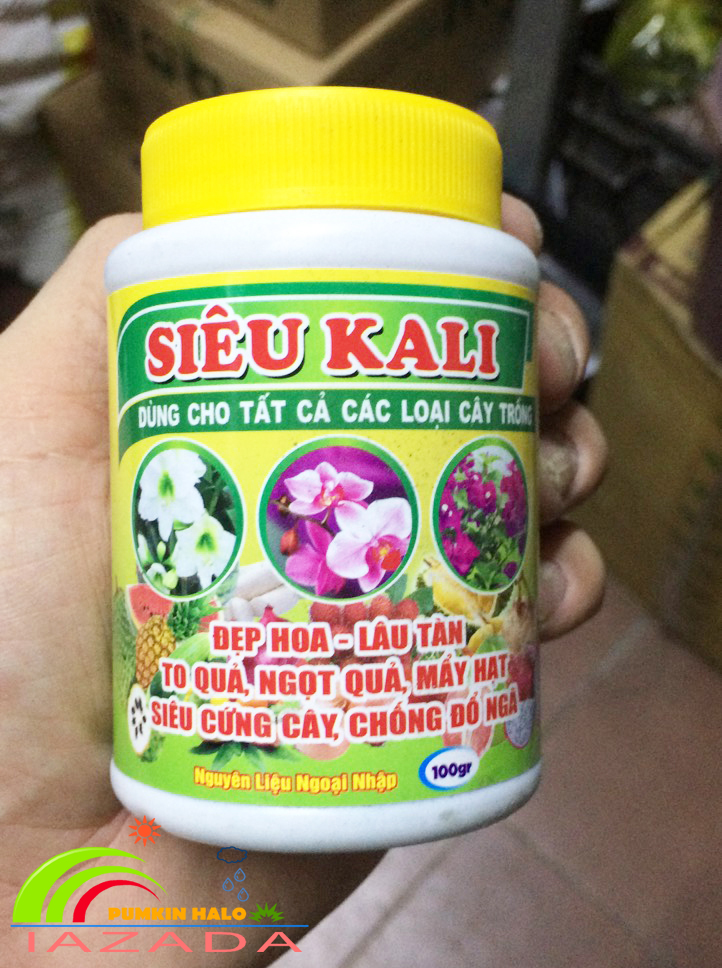 SIÊU KALI
DÙNG CHO TẤT CẢ CÁC LOẠI CÂY TRỒNG
ĐẸP HOA - LÂU TÀN
TO QUẢ, NGỌT QUẢ, MẨY HẠT
SIÊU CỨNG CÂY, CHỐNG ĐỔ NGÃ
Nguyên Liệu Ngoại Nhập
100gr
PUMKIN HALO
IAZADA